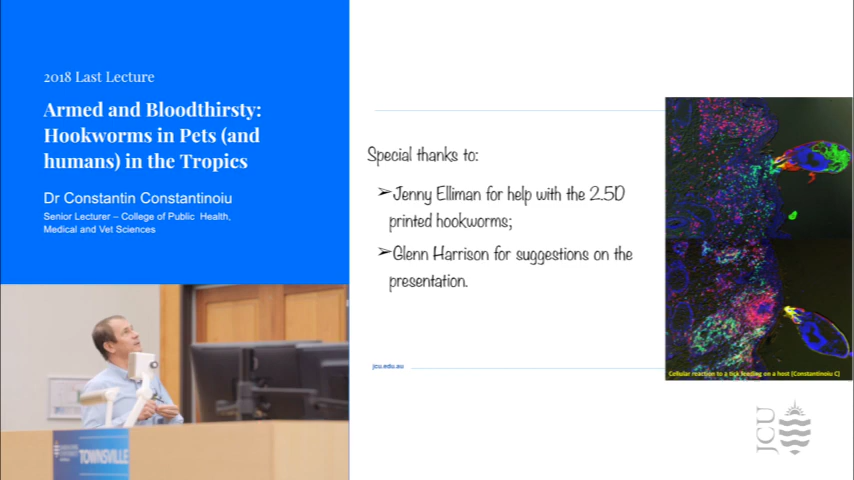 2018 Last Lecture
Armed and Bloodthirsty:
Hookworms in Pets (and
humans) in the Tropics
Dr Constantin Constantinoiu
Senior Lecturer – College of Public Health,
Medical and Vet Sciences
Special thanks to:
➢Jenny Elliman for help with the 2.5D
printed hookworms;
➢Glenn Harrison for suggestions on the
presentation.
jcu.edu.au
Cellular reaction to a tick feeding on a host (Constantinoiu C)
JCU
TOWNSVILLE